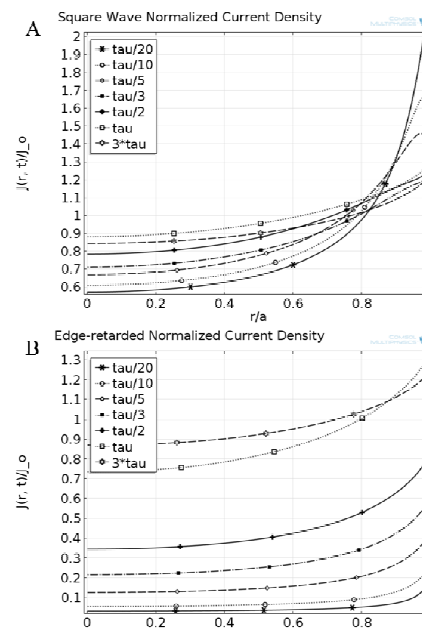 A
Square Wave Normalized Current Density
2
1.9
1.8
1.7
1.6
1.5
1.4
1.3
1.2
1.1
1
0.9
0.8
0.7
0.6
J(r, t)/J_o
tau/20
tau/10
tau/5
tau/3
tau/2
tau
3*tau
0
0.2
0.4
0.6
0.8
r/a
B
Edge-retarded Normalized Current Density
1.3
1.2
1.1
1
0.9
0.8
0.7
0.6
0.5
0.4
0.3
0.2
0.1
J(r, t)/J_o
tau/20
tau/10
tau/5
tau/3
tau/2
tau
3*tau
0
0.2
0.4
0.6
0.8
r/a